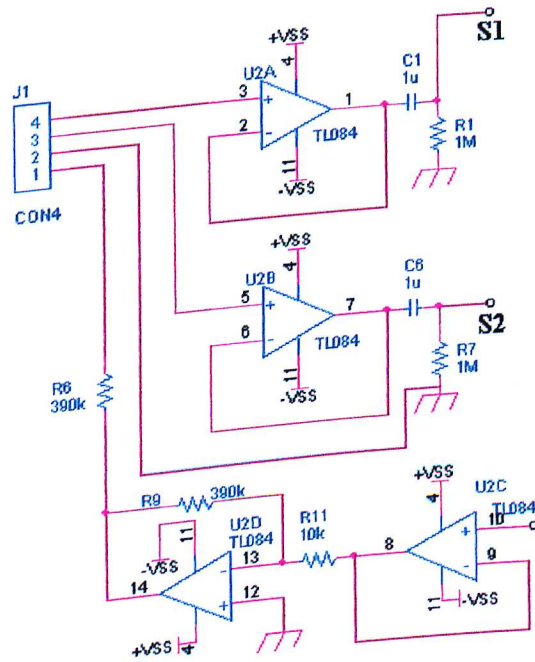 +VSS
S1
4
U2A
C1
1u
J1
3
+
1
4
3
2
1
2
-
TL084
R1
1M
11
-VSS
CON4
+VSS
4
U2B
C6
1u
5
+
7
S2
6
-
TL084
R7
1M
11
-VSS
R6
390k
+VSS
R9
390k
4
U2C
TL084
11
U2D
TL084
R11
10k
10
+
8
9
-
-VSS
13
-
14
12
+
11
-VSS
+VSS
4